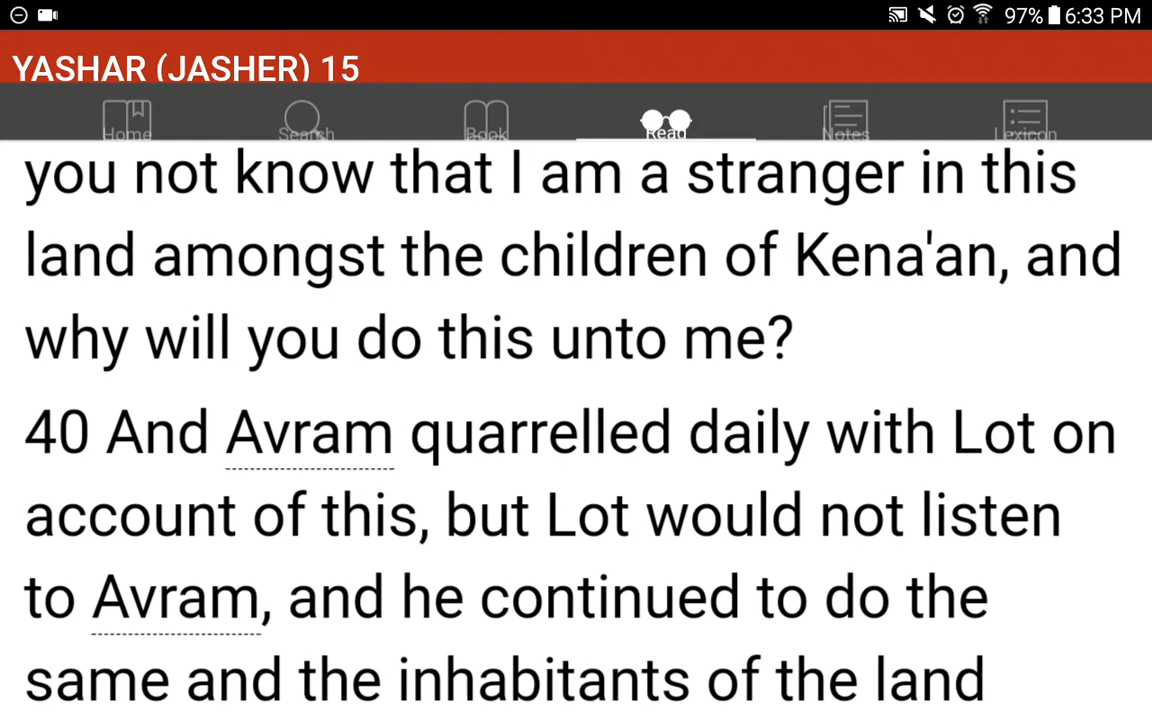 97% 6:33 PM
YASHAR (JASHER) 15
Home Search Book Read Notes Lexicon
you not know that I am a stranger in this
land amongst the children of Kena'an, and
why will you do this unto me?
40 And Avram quarrelled daily with Lot on
account of this, but Lot would not listen
to Avram, and he continued to do the
same and the inhabitants of the land